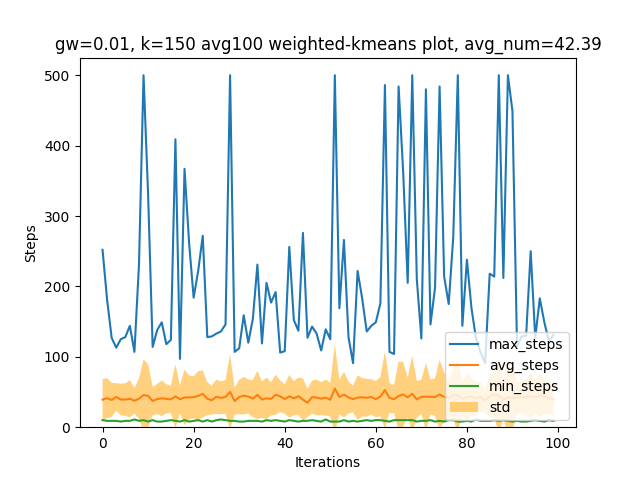 gw=0.01, k=150 avg100 weighted-kmeans plot, avg_num=42.39
500
400
300
200
100
0
Steps
max_steps
avg_steps
min_steps
std
0 20 40 60 80 100
Iterations